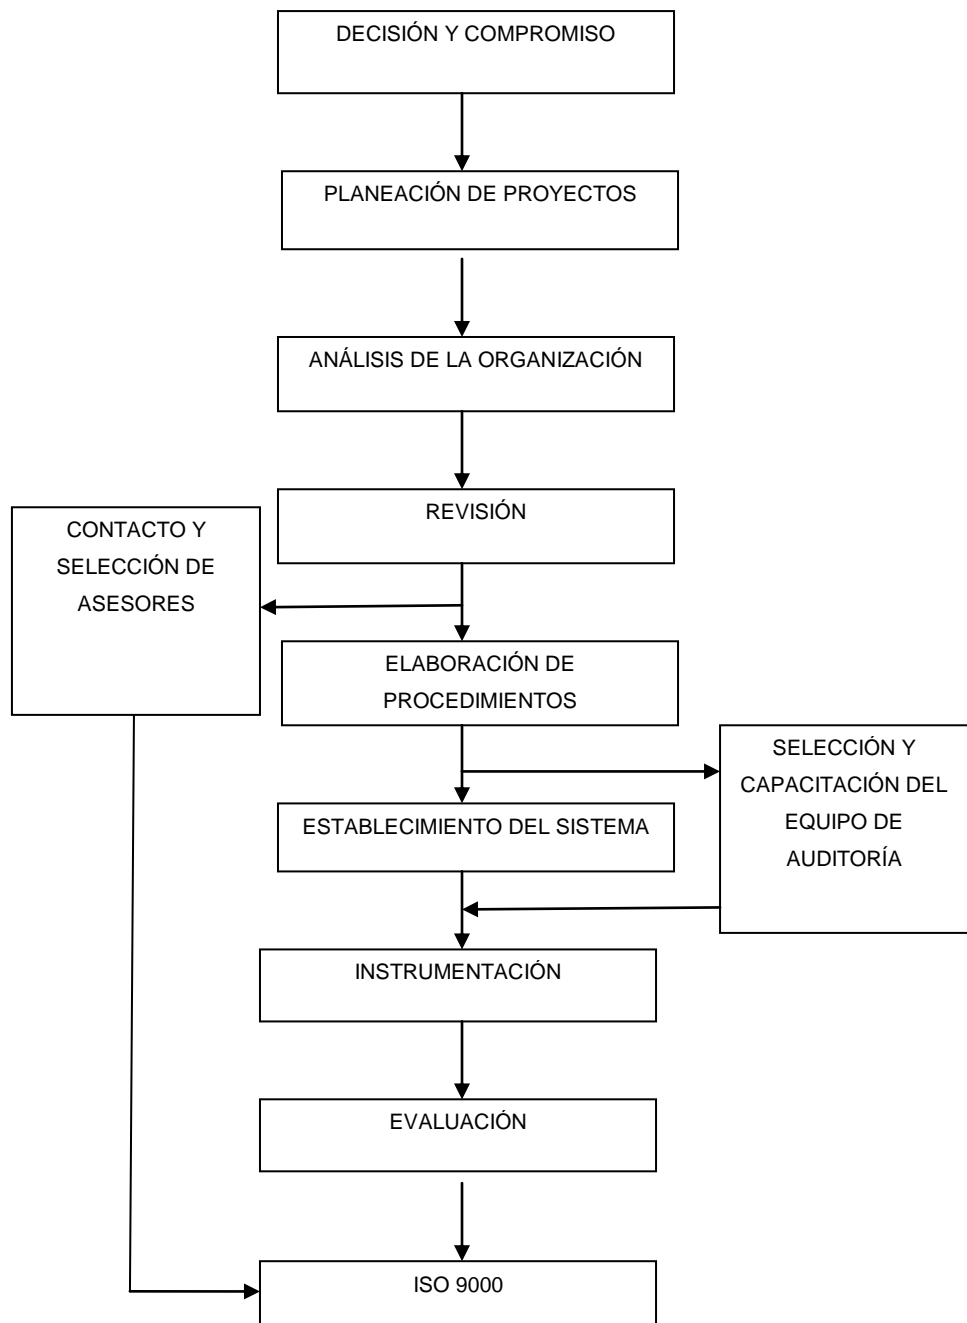 DECISIÓN Y COMPROMISO
PLANEACIÓN DE PROYECTOS
ANÁLISIS DE LA ORGANIZACIÓN
REVISIÓN
CONTACTO Y
SELECCIÓN DE
ASESORES
ELABORACIÓN DE
PROCEDIMIENTOS
SELECCIÓN Y
CAPACITACIÓN DEL
EQUIPO DE
AUDITORÍA
ESTABLECIMIENTO DEL SISTEMA
INSTRUMENTACIÓN
EVALUACIÓN
ISO 9000